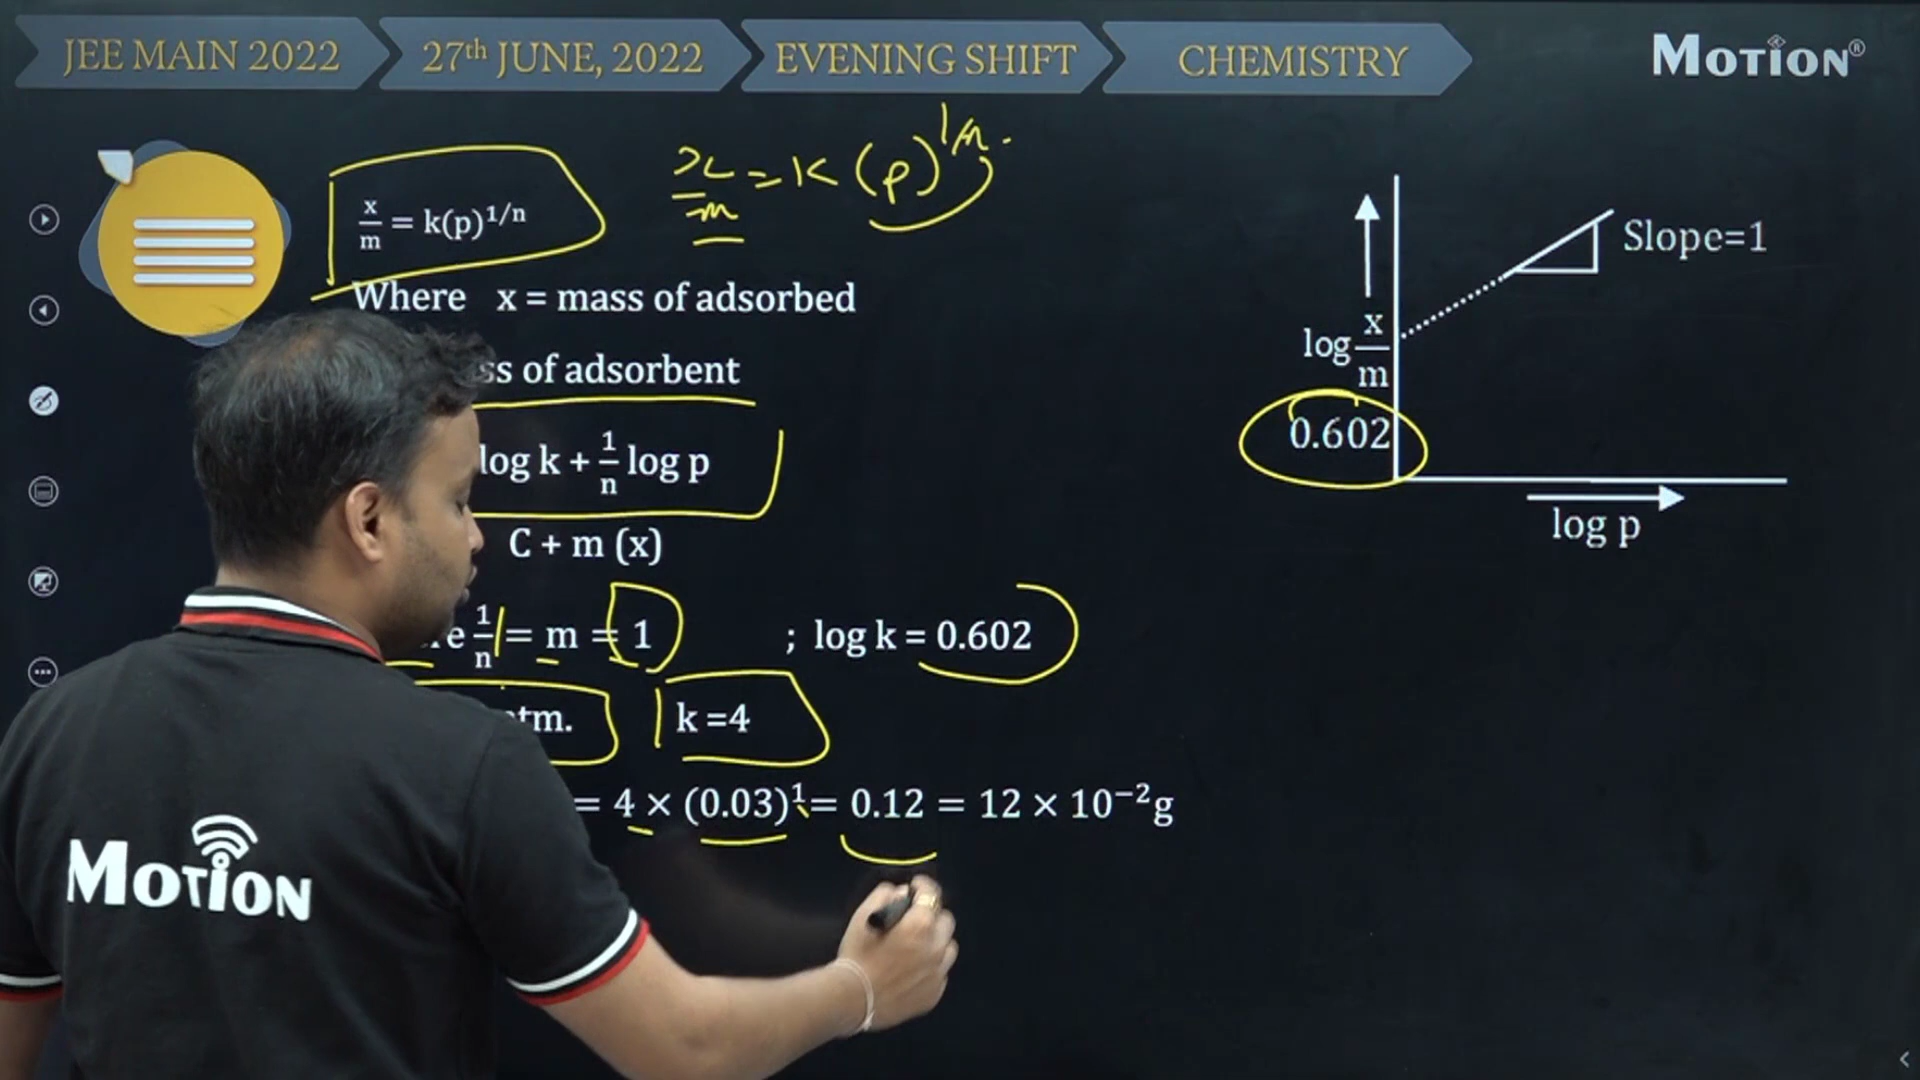 JEE MAIN 2022
27th JUNE, 2022
EVENING SHIFT
CHEMISTRY
MOTION®
x/m = k(p)^1/n
x/m = K (p)^1/n.
Where x = mass of adsorbed
ss of adsorbent
log k + 1/n log p
C + m (x)
1/n = m = 1 ; log k = 0.602
atm. k =4
= 4 × (0.03)¹ = 0.12 = 12 × 10⁻²g
Slope=1
log x/m
0.602
log p
MOTION